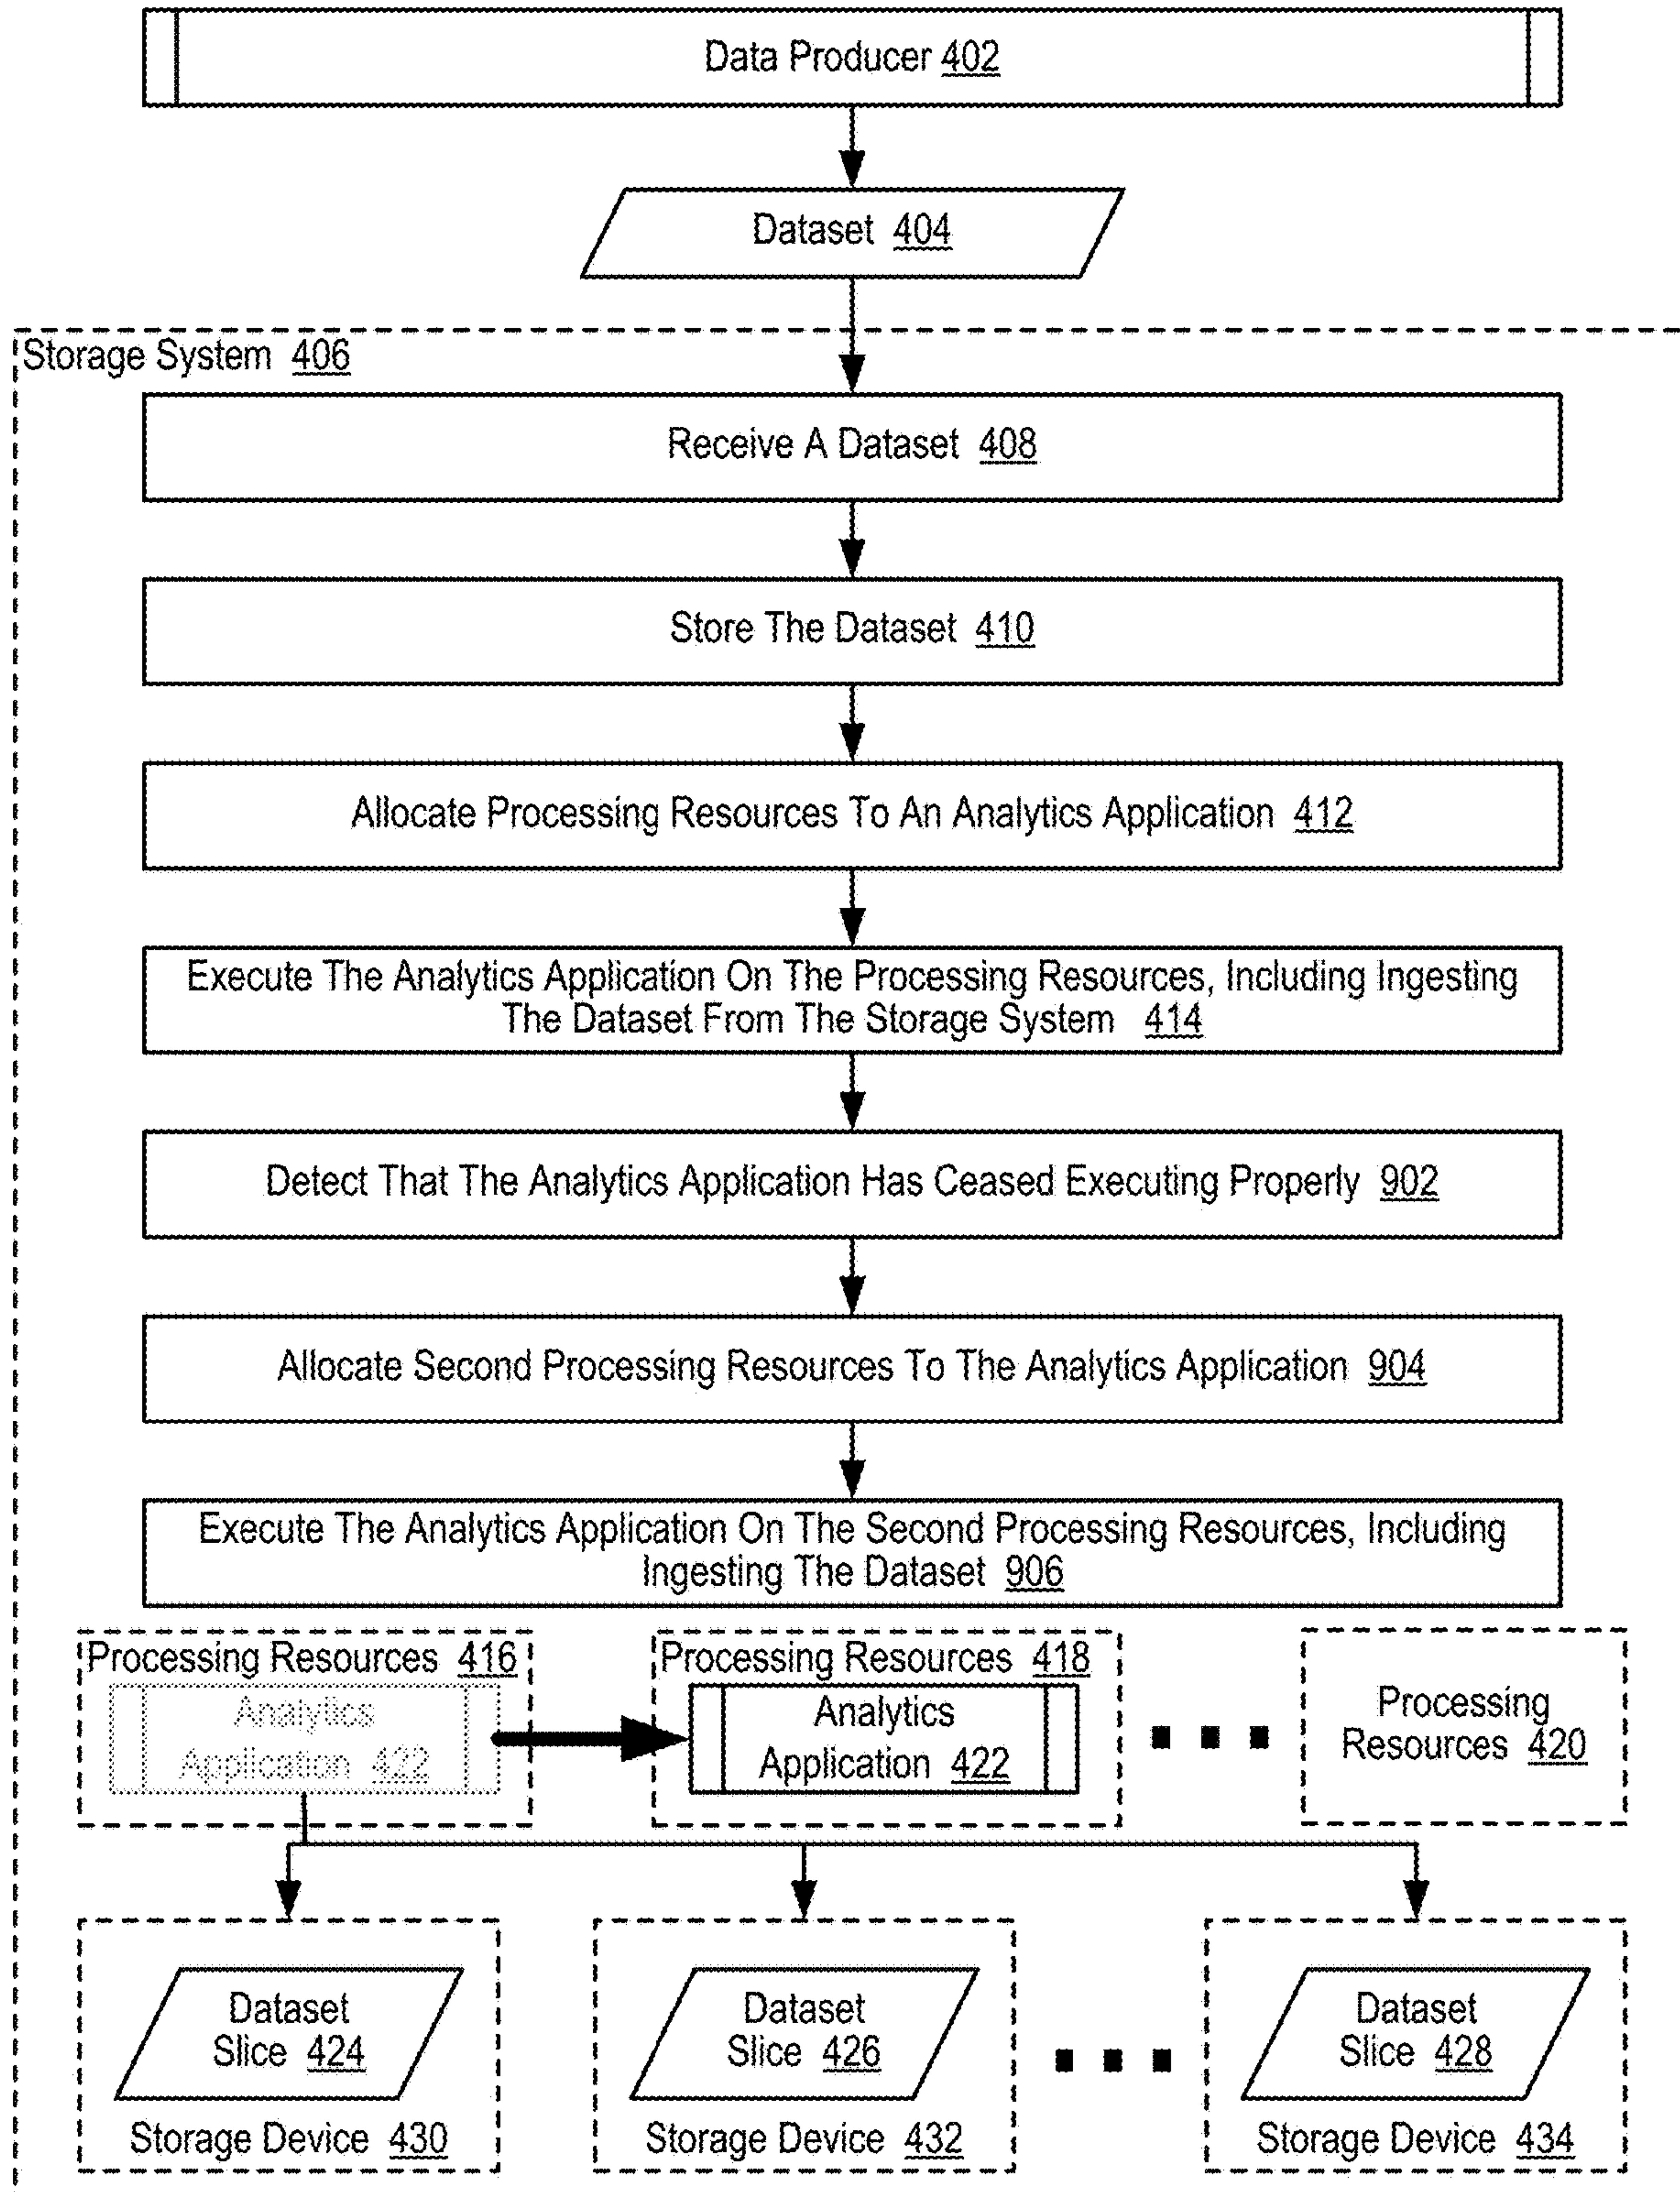 Data Producer 402
Dataset 404
Storage System 406
Receive A Dataset 408
Store The Dataset 410
Allocate Processing Resources To An Analytics Application 412
Execute The Analytics Application On The Processing Resources, Including Ingesting
The Dataset From The Storage System 414
Detect That The Analytics Application Has Ceased Executing Properly 902
Allocate Second Processing Resources To The Analytics Application 904
Execute The Analytics Application On The Second Processing Resources, Including
Ingesting The Dataset 906
Processing Resources 416
Analytics
Application 422
Processing Resources 418
Analytics
Application 422
Processing
Resources 420
Dataset
Slice 424
Storage Device 430
Dataset
Slice 426
Storage Device 432
Dataset
Slice 428
Storage Device 434